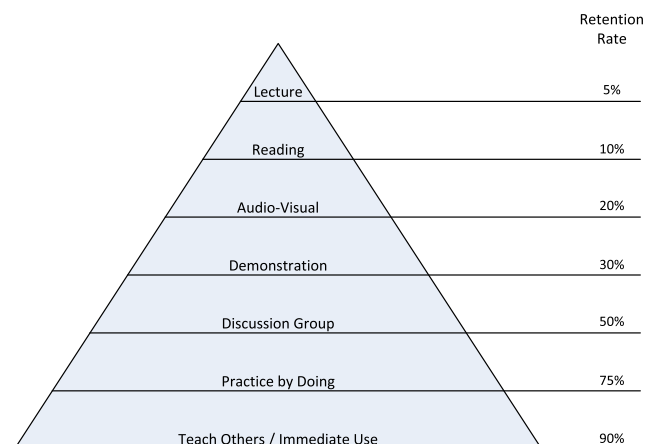 Retention
Rate
Lecture 5%
Reading 10%
Audio-Visual 20%
Demonstration 30%
Discussion Group 50%
Practice by Doing 75%
Teach Others / Immediate Use 90%